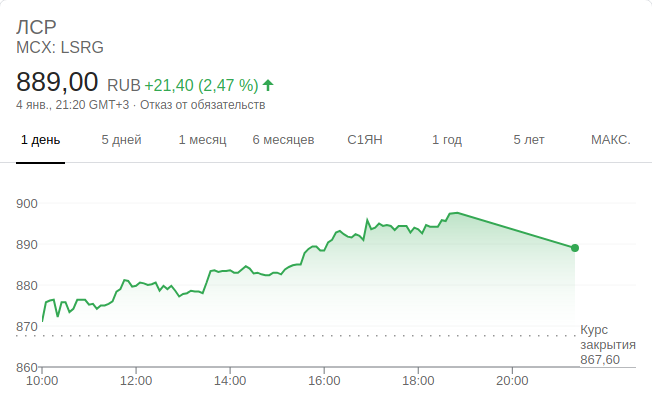 ЛСР
MCX: LSRG
889,00 RUB +21,40 (2,47 %)
4 янв., 21:20 GMT+3 · Отказ от обязательств
1 день 5 дней 1 месяц 6 месяцев С1ЯН 1 год 5 лет МАКС.
900
890
880
870
860
Курс
закрытия
867,60
10:00 12:00 14:00 16:00 18:00 20:00